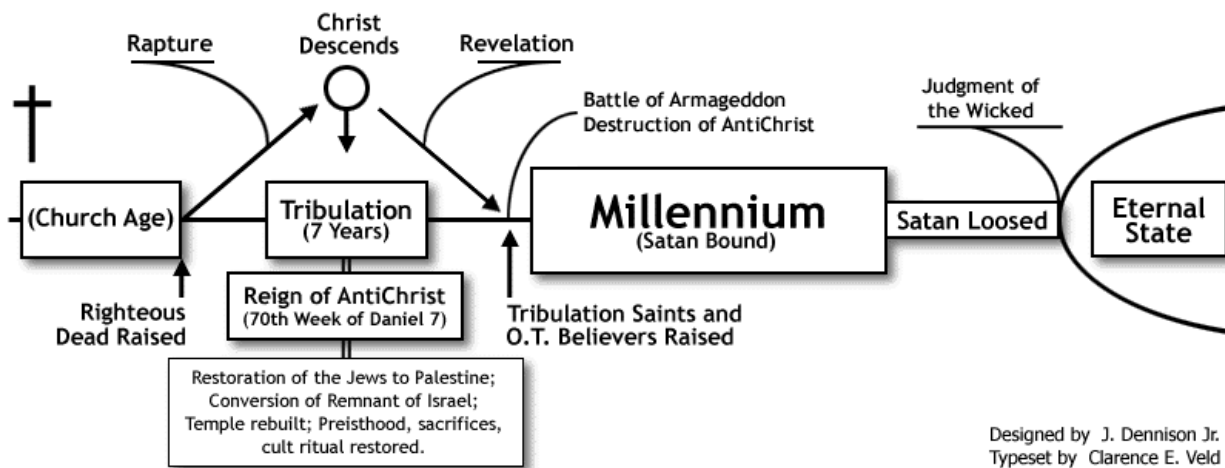 Rapture
Christ
Descends
Revelation
Battle of Armageddon
Destruction of AntiChrist
Judgment of
the Wicked
(Church Age)
Tribulation
(7 Years)
Millennium
(Satan Bound)
Satan Loosed
Eternal
State
Righteous
Dead Raised
Reign of AntiChrist
(70th Week of Daniel 7)
Tribulation Saints and
O.T. Believers Raised
Restoration of the Jews to Palestine;
Conversion of Remnant of Israel;
Temple rebuilt; Preisthood, sacrifices,
cult ritual restored.
Designed by J. Dennison Jr.
Typeset by Clarence E. Veld